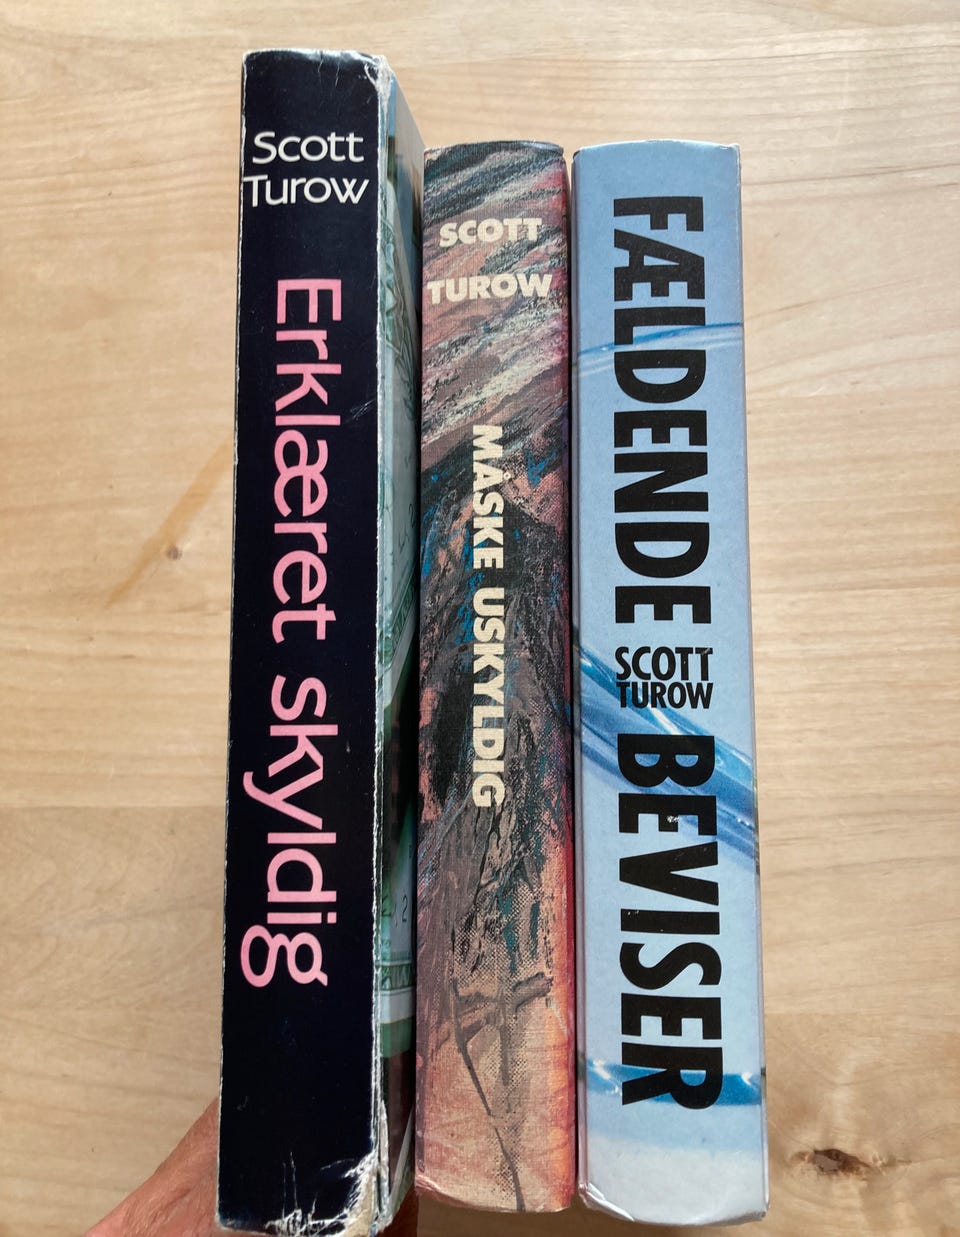 Scott
Turow
Erklæret skyldig
SCOTT
TUROW
MÅSKE USKYLDIG
FÆLDENDE
SCOTT
TUROW
BEVISER